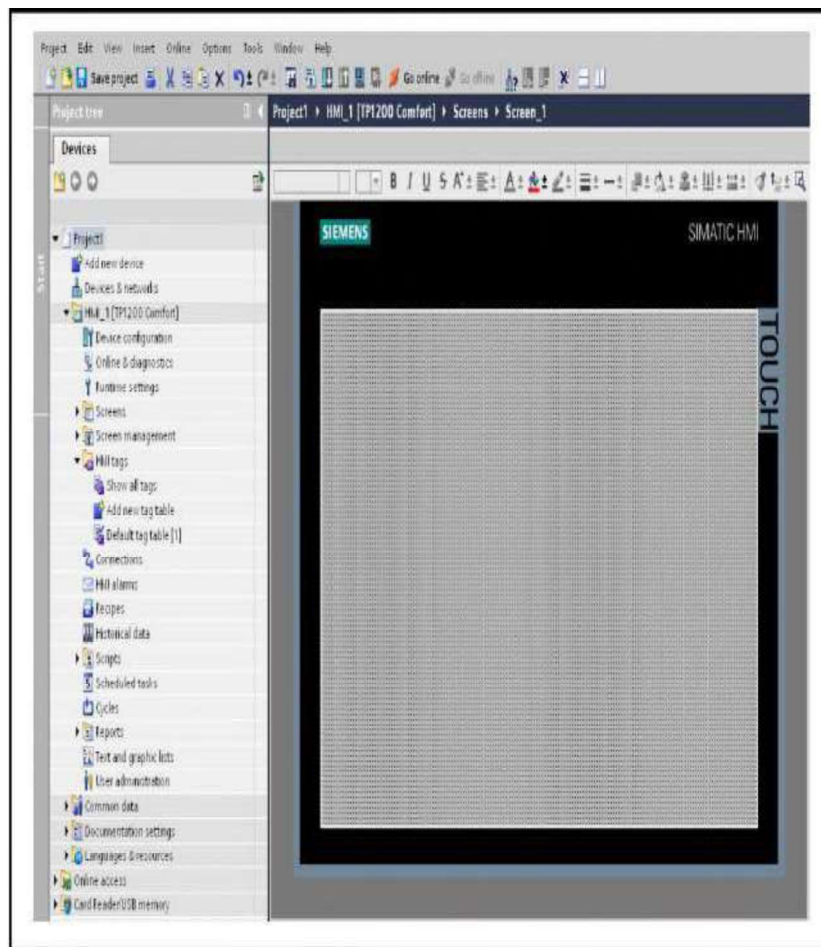 Project Edit View Insert Online Options Tools Window Help
Save project Go online Go offline
Project tree
Project1 HMI_1 [TP1200 Comfort] Screens Screen_1
Devices
B I U S A
Start
Project1
Add new device
Devices & networks
HMI_1 [TP1200 Comfort]
Device configuration
Online & diagnostics
Runtime settings
Screens
Screen management
HMI tags
Show all tags
Add new tag table
Default tag table [1]
Connections
HMI alarms
Recipes
Historical data
Scripts
Scheduled tasks
Cycles
Reports
Text and graphic lists
User administration
Common data
Documentation settings
Languages & resources
Online access
Card Reader/USB memory
SIEMENS
SIMATIC HMI
TOUCH